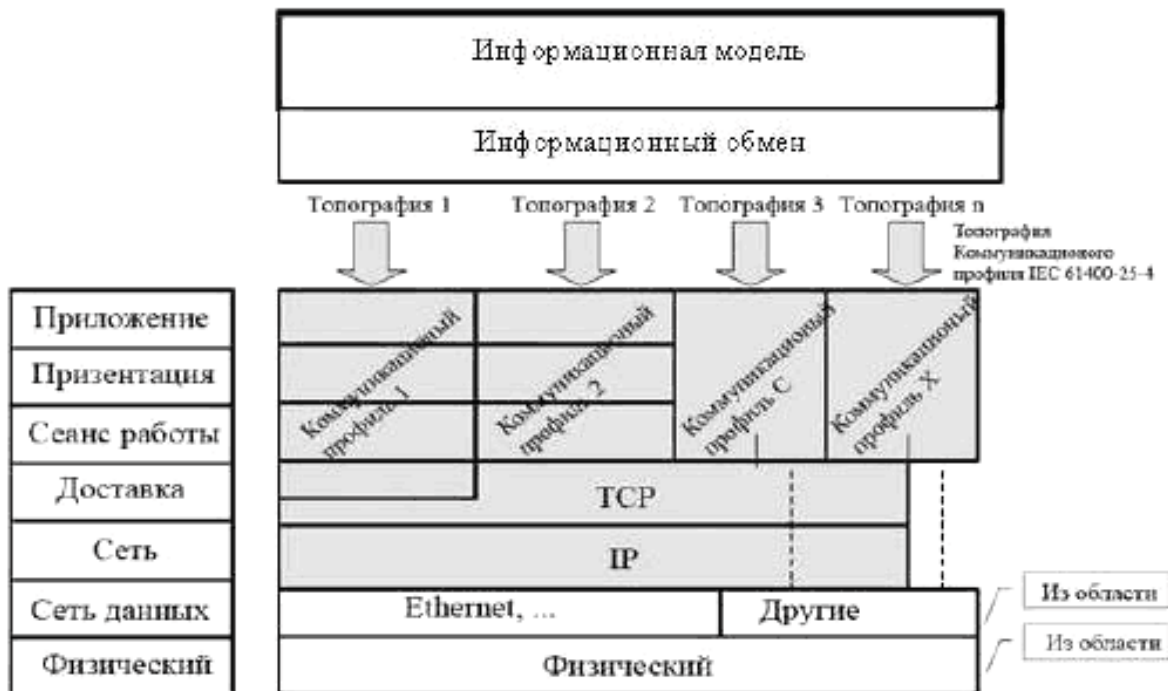 Информационная модель
Информационный обмен
Топография 1
Топография 2
Топография 3
Топография n
Топография
Коммуникационого
профиля IEC 61400-25-4
Приложение
Призентация
Сеанс работы
Доставка
Сеть
Сеть данных
Физический
Коммуникационный
профиль 1
Коммуникационный
профиль 2
Коммуникационый
профиль C
Коммуникационый
профиль X
TCP
IP
Ethernet, ...
Другие
Физический
Из области
Из области